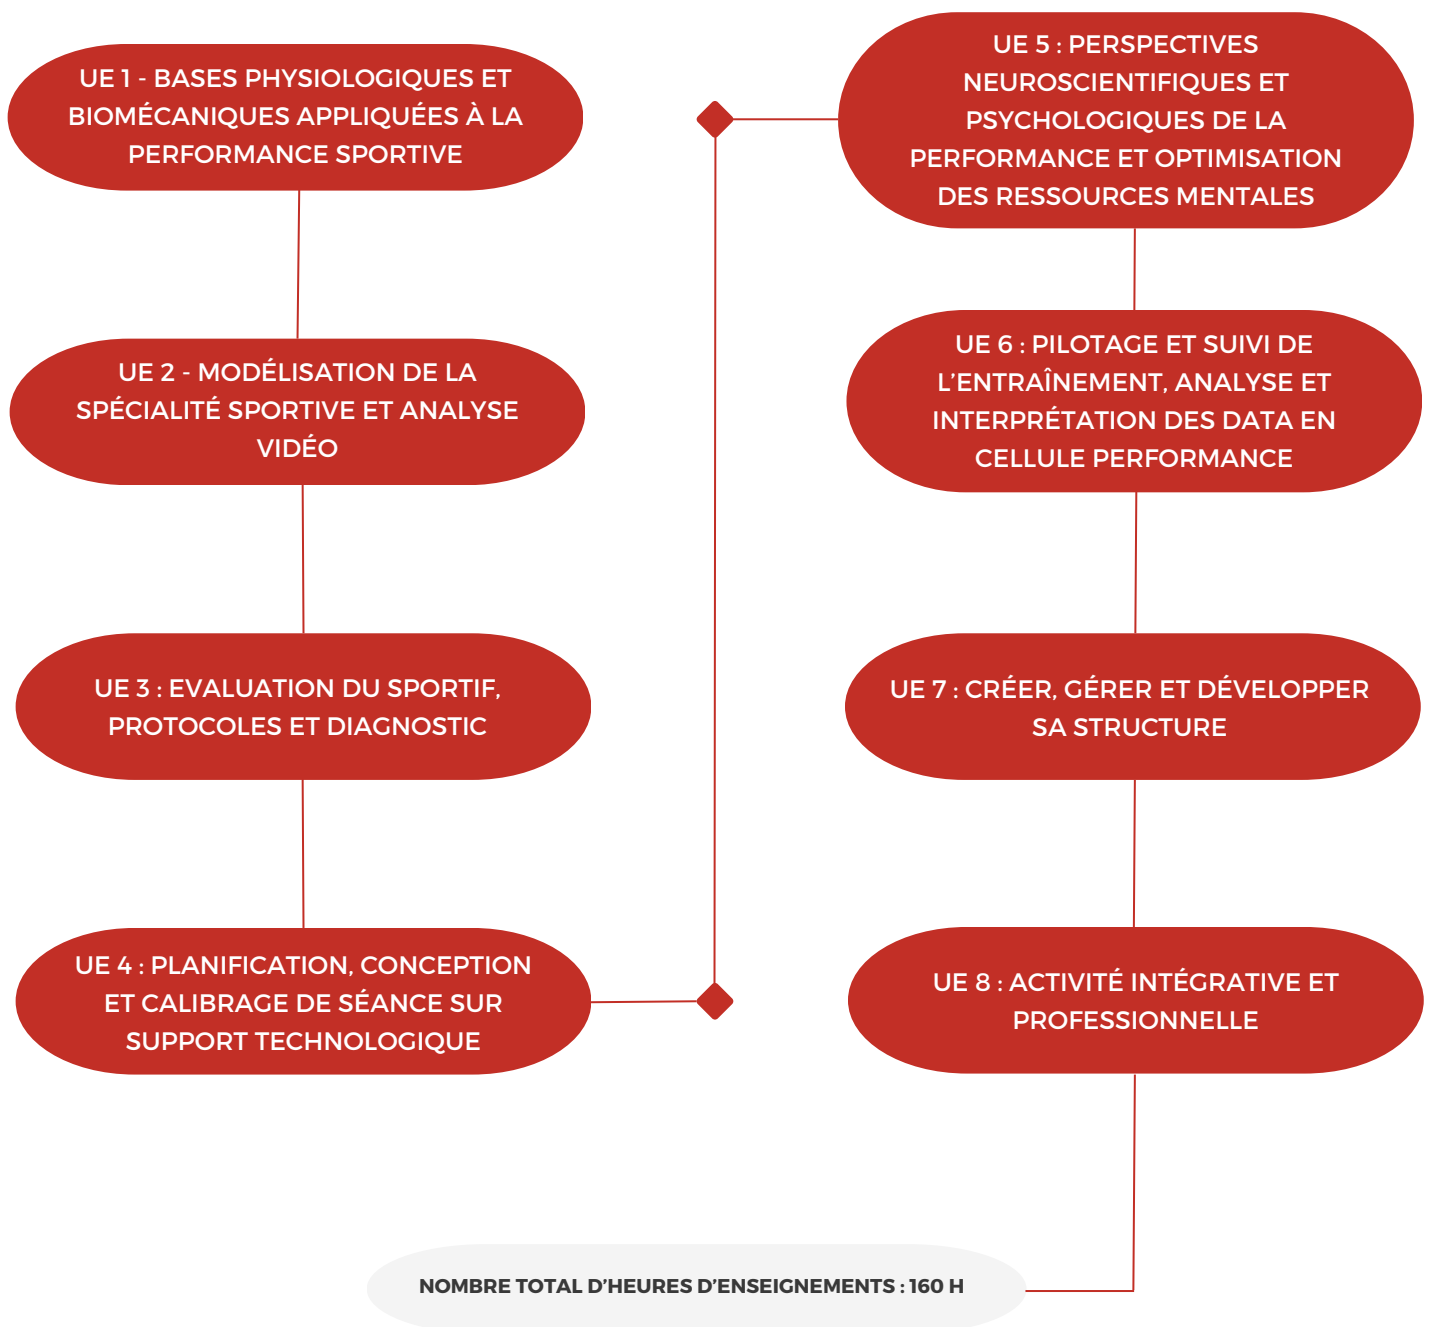 UE 1 - BASES PHYSIOLOGIQUES ET
BIOMÉCANIQUES APPLIQUÉES À LA
PERFORMANCE SPORTIVE
UE 2 - MODÉLISATION DE LA
SPÉCIALITÉ SPORTIVE ET ANALYSE
VIDÉO
UE 3 : EVALUATION DU SPORTIF,
PROTOCOLES ET DIAGNOSTIC
UE 4 : PLANIFICATION, CONCEPTION
ET CALIBRAGE DE SÉANCE SUR
SUPPORT TECHNOLOGIQUE
UE 5 : PERSPECTIVES
NEUROSCIENTIFIQUES ET
PSYCHOLOGIQUES DE LA
PERFORMANCE ET OPTIMISATION
DES RESSOURCES MENTALES
UE 6 : PILOTAGE ET SUIVI DE
L’ENTRAÎNEMENT, ANALYSE ET
INTERPRÉTATION DES DATA EN
CELLULE PERFORMANCE
UE 7 : CRÉER, GÉRER ET DÉVELOPPER
SA STRUCTURE
UE 8 : ACTIVITÉ INTÉGRATIVE ET
PROFESSIONNELLE
NOMBRE TOTAL D’HEURES D’ENSEIGNEMENTS : 160 H